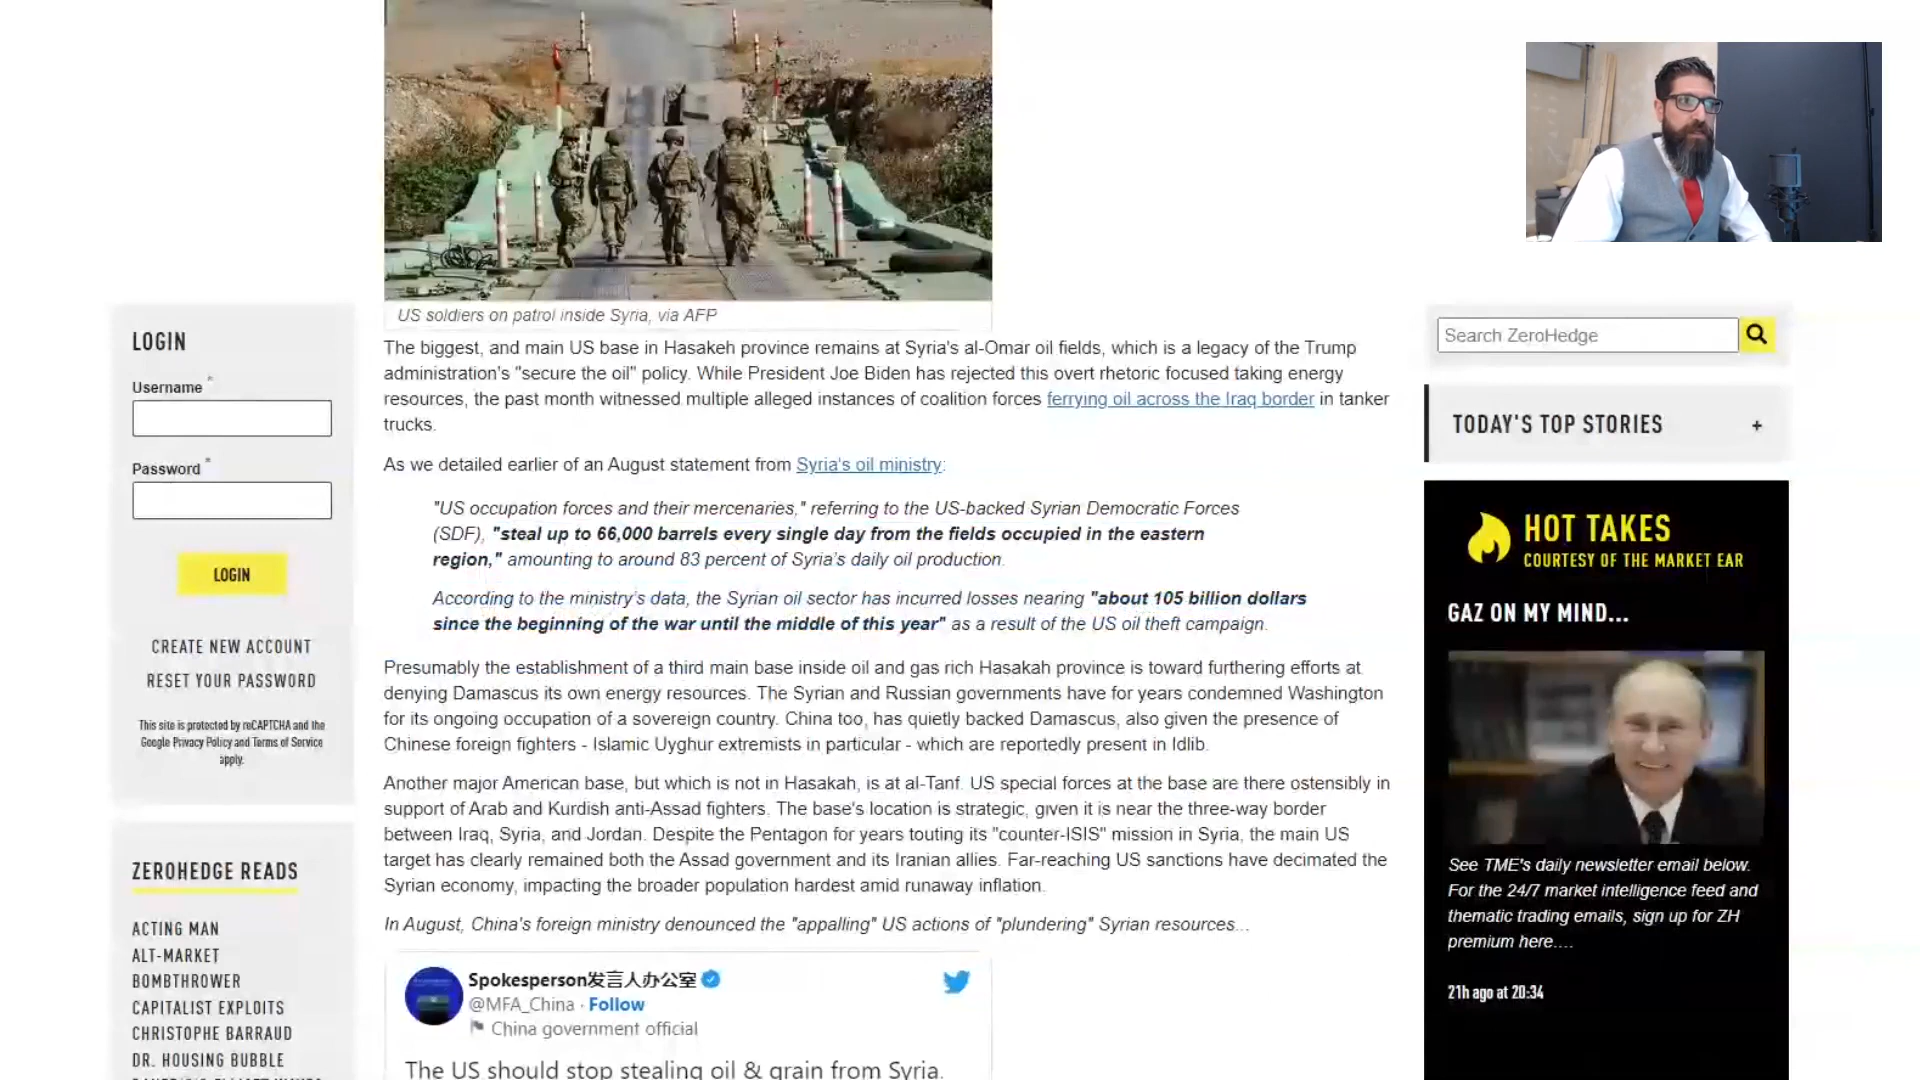 US soldiers on patrol inside Syria, via AFP
The biggest, and main US base in Hasakeh province remains at Syria's al-Omar oil fields, which is a legacy of the Trump
administration's "secure the oil" policy. While President Joe Biden has rejected this overt rhetoric focused taking energy
resources, the past month witnessed multiple alleged instances of coalition forces ferrying oil across the Iraq border in tanker
trucks.
As we detailed earlier of an August statement from Syria's oil ministry:
"US occupation forces and their mercenaries," referring to the US-backed Syrian Democratic Forces
(SDF), "steal up to 66,000 barrels every single day from the fields occupied in the eastern
region," amounting to around 83 percent of Syria's daily oil production.
According to the ministry's data, the Syrian oil sector has incurred losses nearing "about 105 billion dollars
since the beginning of the war until the middle of this year" as a result of the US oil theft campaign.
Presumably the establishment of a third main base inside oil and gas rich Hasakah province is toward furthering efforts at
denying Damascus its own energy resources. The Syrian and Russian governments have for years condemned Washington
for its ongoing occupation of a sovereign country. China too, has quietly backed Damascus, also given the presence of
Chinese foreign fighters - Islamic Uyghur extremists in particular - which are reportedly present in Idlib.
Another major American base, but which is not in Hasakah, is at al-Tanf. US special forces at the base are there ostensibly in
support of Arab and Kurdish anti-Assad fighters. The base's location is strategic, given it is near the three-way border
between Iraq, Syria, and Jordan. Despite the Pentagon for years touting its "counter-ISIS" mission in Syria, the main US
target has clearly remained both the Assad government and its Iranian allies. Far-reaching US sanctions have decimated the
Syrian economy, impacting the broader population hardest amid runaway inflation.
In August, China's foreign ministry denounced the "appalling" US actions of "plundering" Syrian resources...
Spokesperson发言人办公室
@MFA_China · Follow
China government official
The US should stop stealing oil & grain from Syria.
LOGIN
Username *
Password *
LOGIN
CREATE NEW ACCOUNT
RESET YOUR PASSWORD
This site is protected by reCAPTCHA and the
Google Privacy Policy and Terms of Service
apply.
ZEROHEDGE READS
ACTING MAN
ALT-MARKET
BOMBTHROWER
CAPITALIST EXPLOITS
CHRISTOPHE BARRAUD
DR. HOUSING BUBBLE
Search ZeroHedge
TODAY'S TOP STORIES +
HOT TAKES
COURTESY OF THE MARKET EAR
GAZ ON MY MIND...
See TME's daily newsletter email below.
For the 24/7 market intelligence feed and
thematic trading emails, sign up for ZH
premium here....
21h ago at 20:34